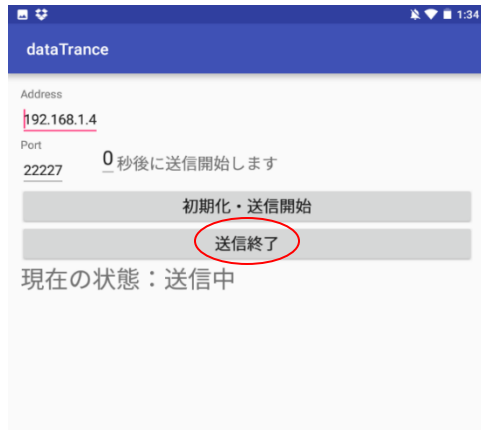 1:34
dataTrance
Address
192.168.1.4
Port
22227
0 秒後に送信開始します
初期化・送信開始
送信終了
現在の状態：送信中